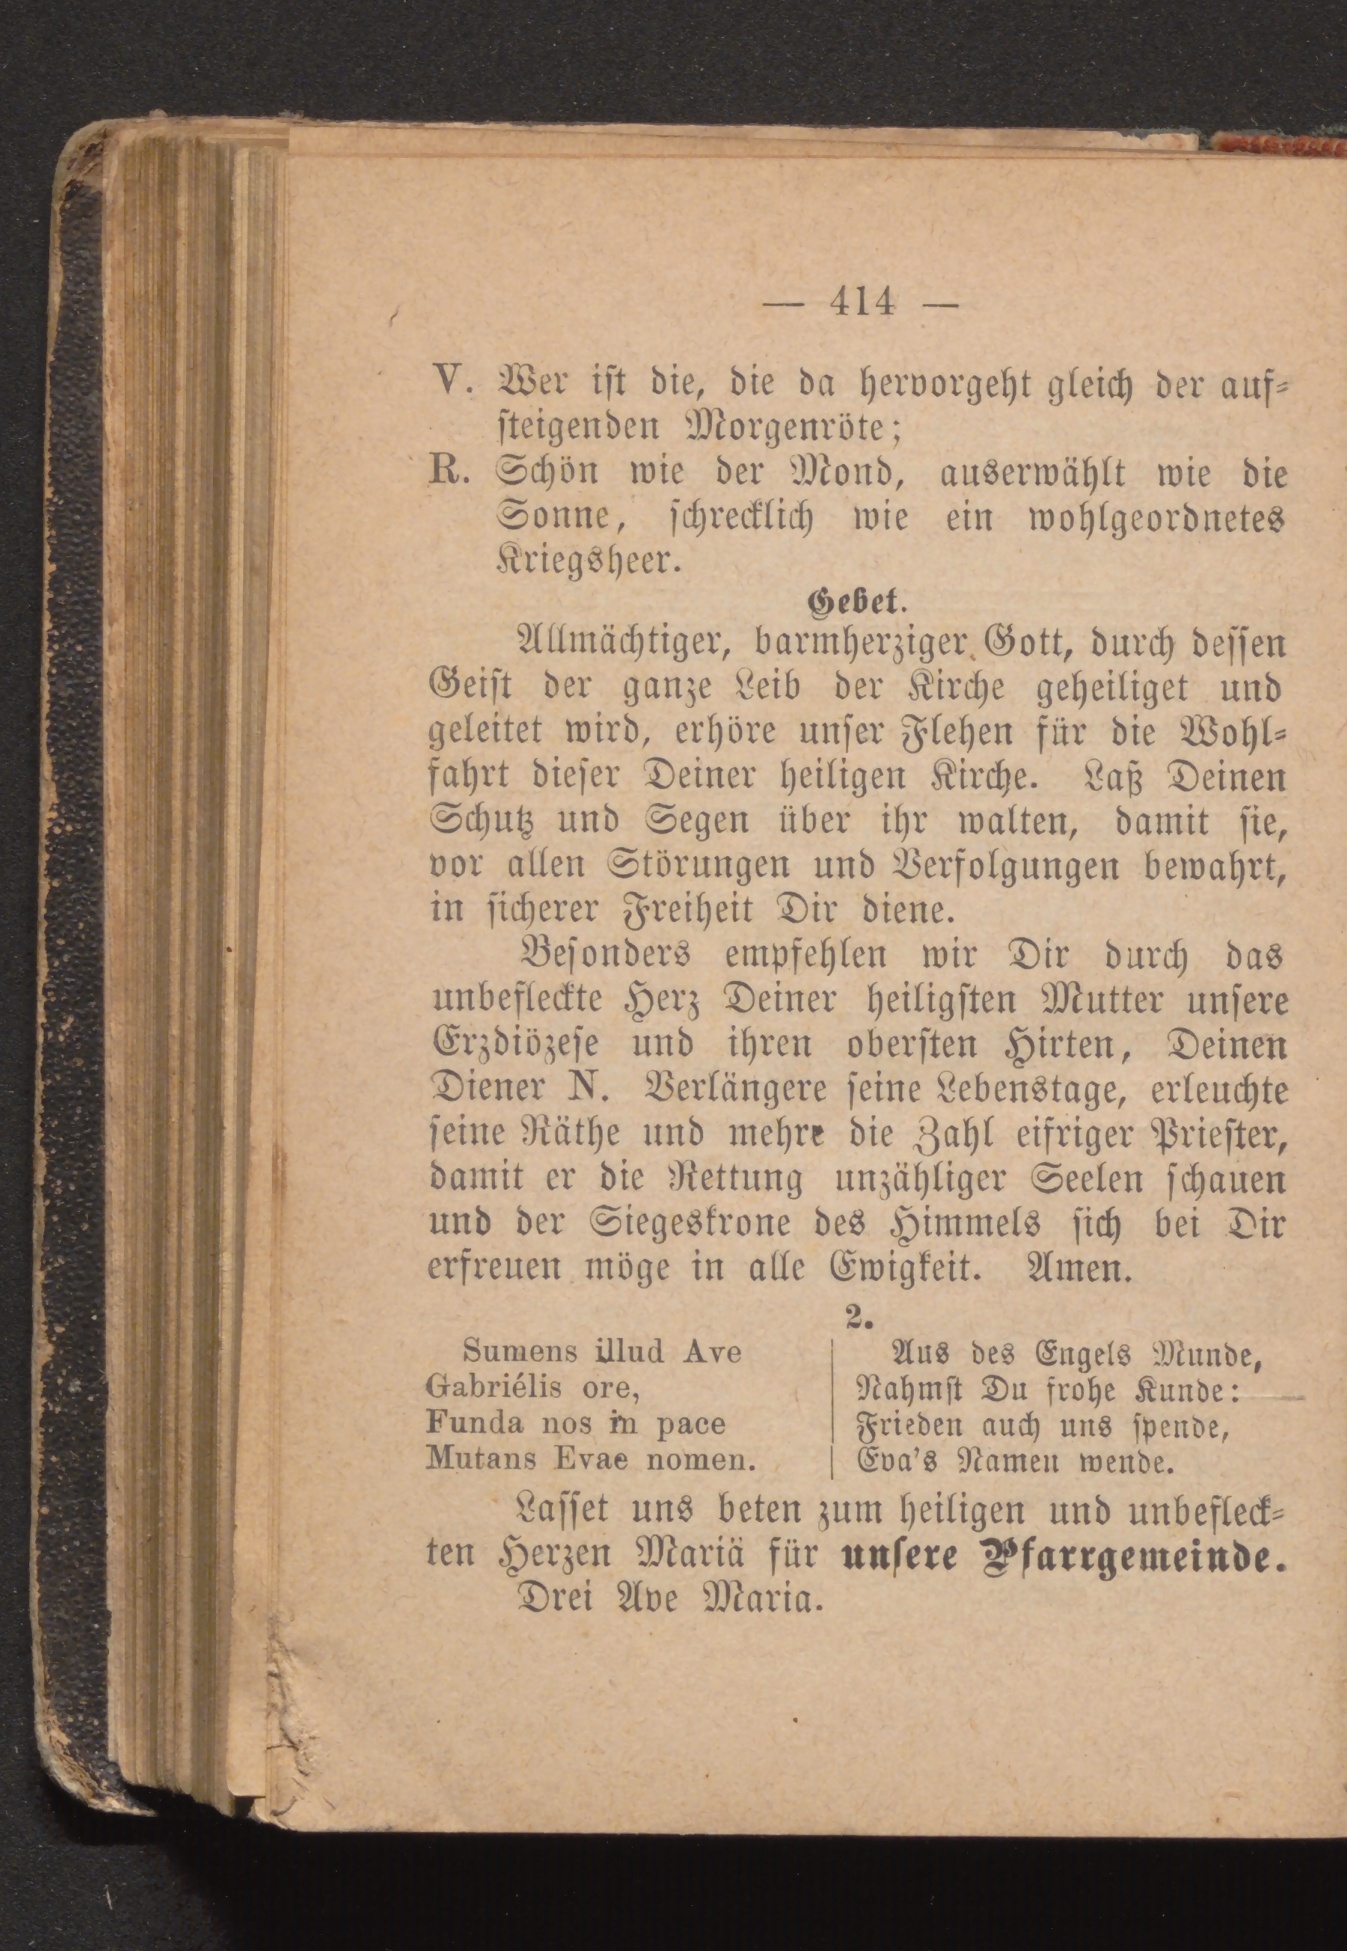 — 414 —
V. Wer ist die, die da hervorgeht gleich der auf-
steigenden Morgenröte;
R. Schön wie der Mond, auserwählt wie die
Sonne, schrecklich wie ein wohlgeordnetes
Kriegsheer.
Gebet.
Allmächtiger, barmherziger Gott, durch dessen
Geist der ganze Leib der Kirche geheiliget und
geleitet wird, erhöre unser Flehen für die Wohl-
fahrt dieser Deiner heiligen Kirche. Laß Deinen
Schutz und Segen über ihr walten, damit sie,
vor allen Störungen und Verfolgungen bewahrt,
in sicherer Freiheit Dir diene.
Besonders empfehlen wir Dir durch das
unbefleckte Herz Deiner heiligsten Mutter unsere
Erzdiözese und ihren obersten Hirten, Deinen
Diener N. Verlängere seine Lebenstage, erleuchte
seine Räthe und mehre die Zahl eifriger Priester,
damit er die Rettung unzähliger Seelen schauen
und der Siegeskrone des Himmels sich bei Dir
erfreuen möge in alle Ewigkeit. Amen.
2.
Sumens illud Ave
Gabriélis ore,
Funda nos in pace
Mutans Evae nomen.
Aus des Engels Munde,
Nahmst Du frohe Kunde:
Frieden auch uns spende,
Eva's Namen wende.
Lasset uns beten zum heiligen und unbefleck-
ten Herzen Mariä für unsere Pfarrgemeinde.
Drei Ave Maria.